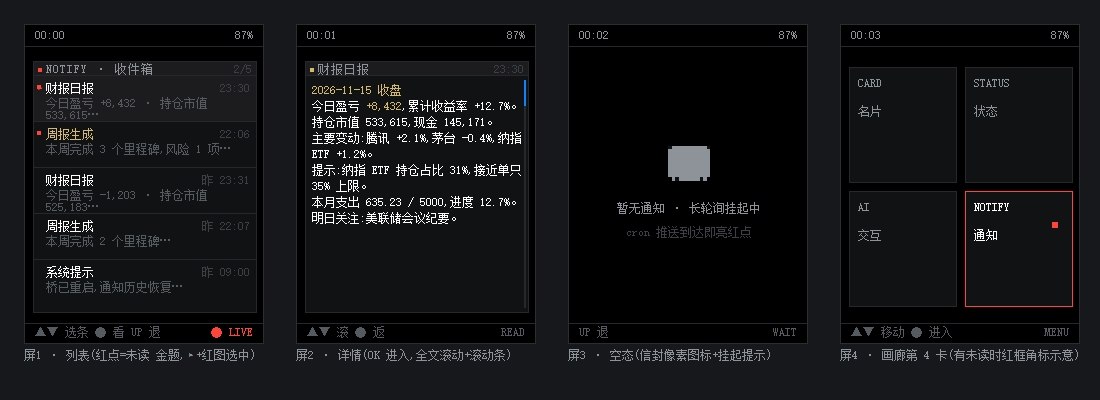 00:00 87%
NOTIFY · 收件箱 2/5
财报日报 23:30
今日盈亏 +8,432 · 持仓市值
533,615…
周报生成 22:06
本周完成 3 个里程碑,风险 1 项…
财报日报 昨 23:31
今日盈亏 -1,203 · 持仓市值
525,183…
周报生成 昨 22:07
本周完成 2 个里程碑…
系统提示 昨 09:00
桥已重启,通知历史恢复…
▲▼ 选条 ● 看 UP 退 ● LIVE
屏1 · 列表(红点=未读 金题,▸+红图选中)
00:01 87%
财报日报 23:30
2026-11-15 收盘
今日盈亏 +8,432,累计收益率 +12.7%。
持仓市值 533,615,现金 145,171。
主要变动:腾讯 +2.1%,茅台 -0.4%,纳指
ETF +1.2%。
提示:纳指 ETF 持仓占比 31%,接近单只
35% 上限。
本月支出 635.23 / 5000,进度 12.7%。
明日关注:美联储会议纪要。
▲▼ 滚 ● 返 READ
屏2 · 详情(OK 进入,全文滚动+滚动条)
00:02 87%
暂无通知 · 长轮询挂起中
cron 推送到达即亮红点
UP 退 WAIT
屏3 · 空态(信封像素图标+挂起提示)
00:03 87%
CARD
名片
STATUS
状态
AI
交互
NOTIFY
通知
▲▼ 移动 ● 进入 MENU
屏4 · 画廊第 4 卡(有未读时红框角标示意)